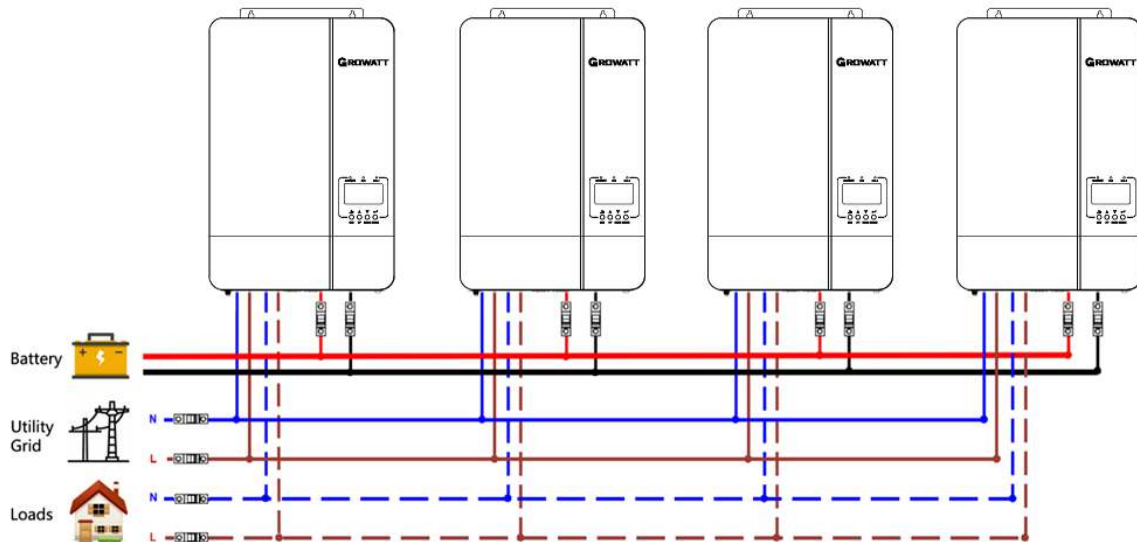 GROWATT
GROWATT
GROWATT
GROWATT
Battery
+ −
Utility
Grid
N
L
Loads
N
L